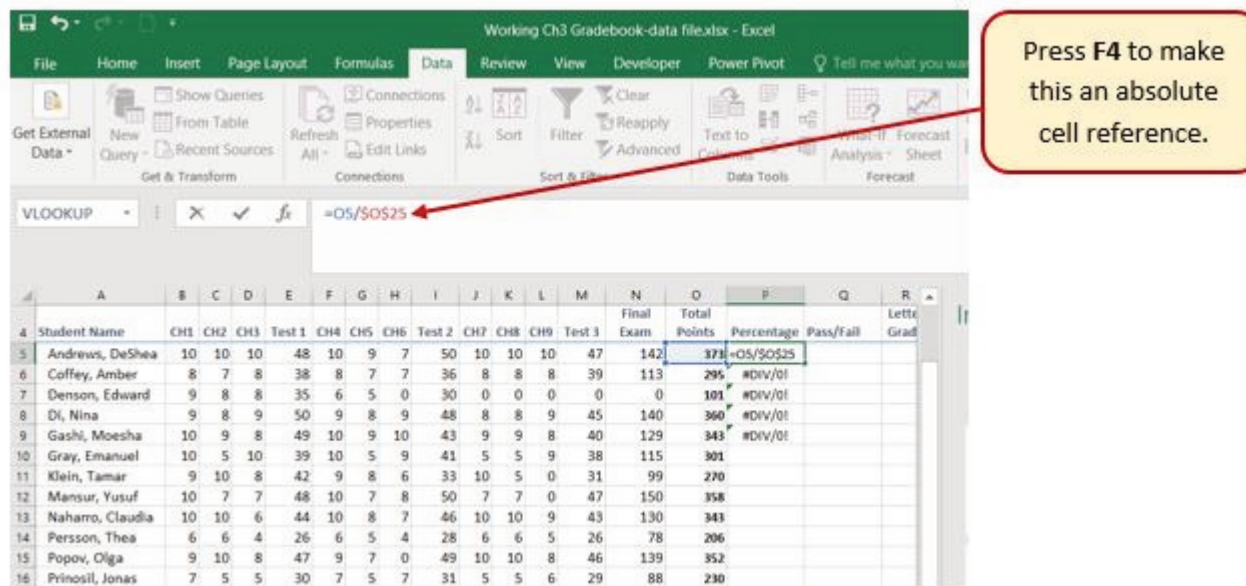 Working Ch3 Gradebook-data file.xlsx - Excel
File Home Insert Page Layout Formulas Data Review View Developer Power Pivot Tell me what you wan
Get External Data
New Query
Show Queries
From Table
Recent Sources
Get & Transform
Refresh All
Connections
Properties
Edit Links
Connections
Sort
Filter
Clear
Reapply
Advanced
Sort & Filter
Text to Columns
Data Tools
What-If Analysis
Forecast Sheet
Forecast
Press F4 to make
this an absolute
cell reference.
VLOOKUP fx =O5/$O$25
A B C D E F G H I J K L M N O P Q R
4 Student Name CH1 CH2 CH3 Test 1 CH4 CH5 CH6 Test 2 CH7 CH8 CH9 Test 3 Final Exam Total Points Percentage Pass/Fail Lette Grad
5 Andrews, DeShea 10 10 10 48 10 9 7 50 10 10 10 47 142 373 =O5/$O$25
6 Coffey, Amber 8 7 8 38 8 7 7 36 8 8 8 39 113 295 #DIV/0!
7 Denson, Edward 9 8 8 35 6 5 0 30 0 0 0 0 0 101 #DIV/0!
8 Di, Nina 9 8 9 50 9 8 9 48 8 8 9 45 140 360 #DIV/0!
9 Gashi, Moesha 10 9 8 49 10 9 10 43 9 9 8 40 129 343 #DIV/0!
10 Gray, Emanuel 10 5 10 39 10 5 9 41 5 5 9 38 115 301
11 Klein, Tamar 9 10 8 42 9 8 6 33 10 5 0 31 99 270
12 Mansur, Yusuf 10 7 7 48 10 7 8 50 7 7 0 47 150 358
13 Naharro, Claudia 10 10 6 44 10 8 7 46 10 10 9 43 130 343
14 Persson, Thea 6 6 4 26 6 5 4 28 6 6 5 26 78 206
15 Popov, Olga 9 10 8 47 9 7 0 49 10 10 8 46 139 352
16 Prinosil, Jonas 7 5 5 30 7 5 7 31 5 5 6 29 88 230